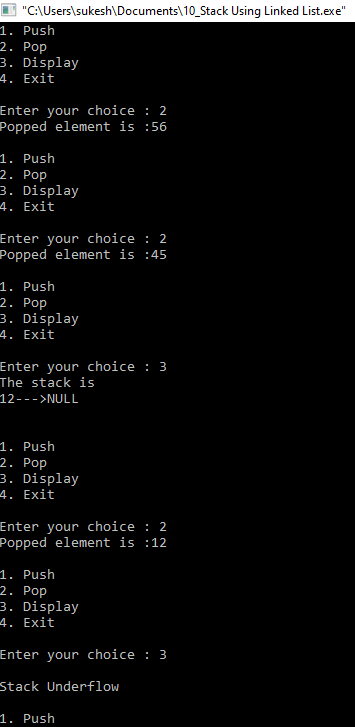 "C:\Users\sukesh\Documents\10_Stack Using Linked List.exe"
1. Push
2. Pop
3. Display
4. Exit
Enter your choice : 2
Popped element is :56
1. Push
2. Pop
3. Display
4. Exit
Enter your choice : 2
Popped element is :45
1. Push
2. Pop
3. Display
4. Exit
Enter your choice : 3
The stack is
12--->NULL
1. Push
2. Pop
3. Display
4. Exit
Enter your choice : 2
Popped element is :12
1. Push
2. Pop
3. Display
4. Exit
Enter your choice : 3
Stack Underflow
1. Push